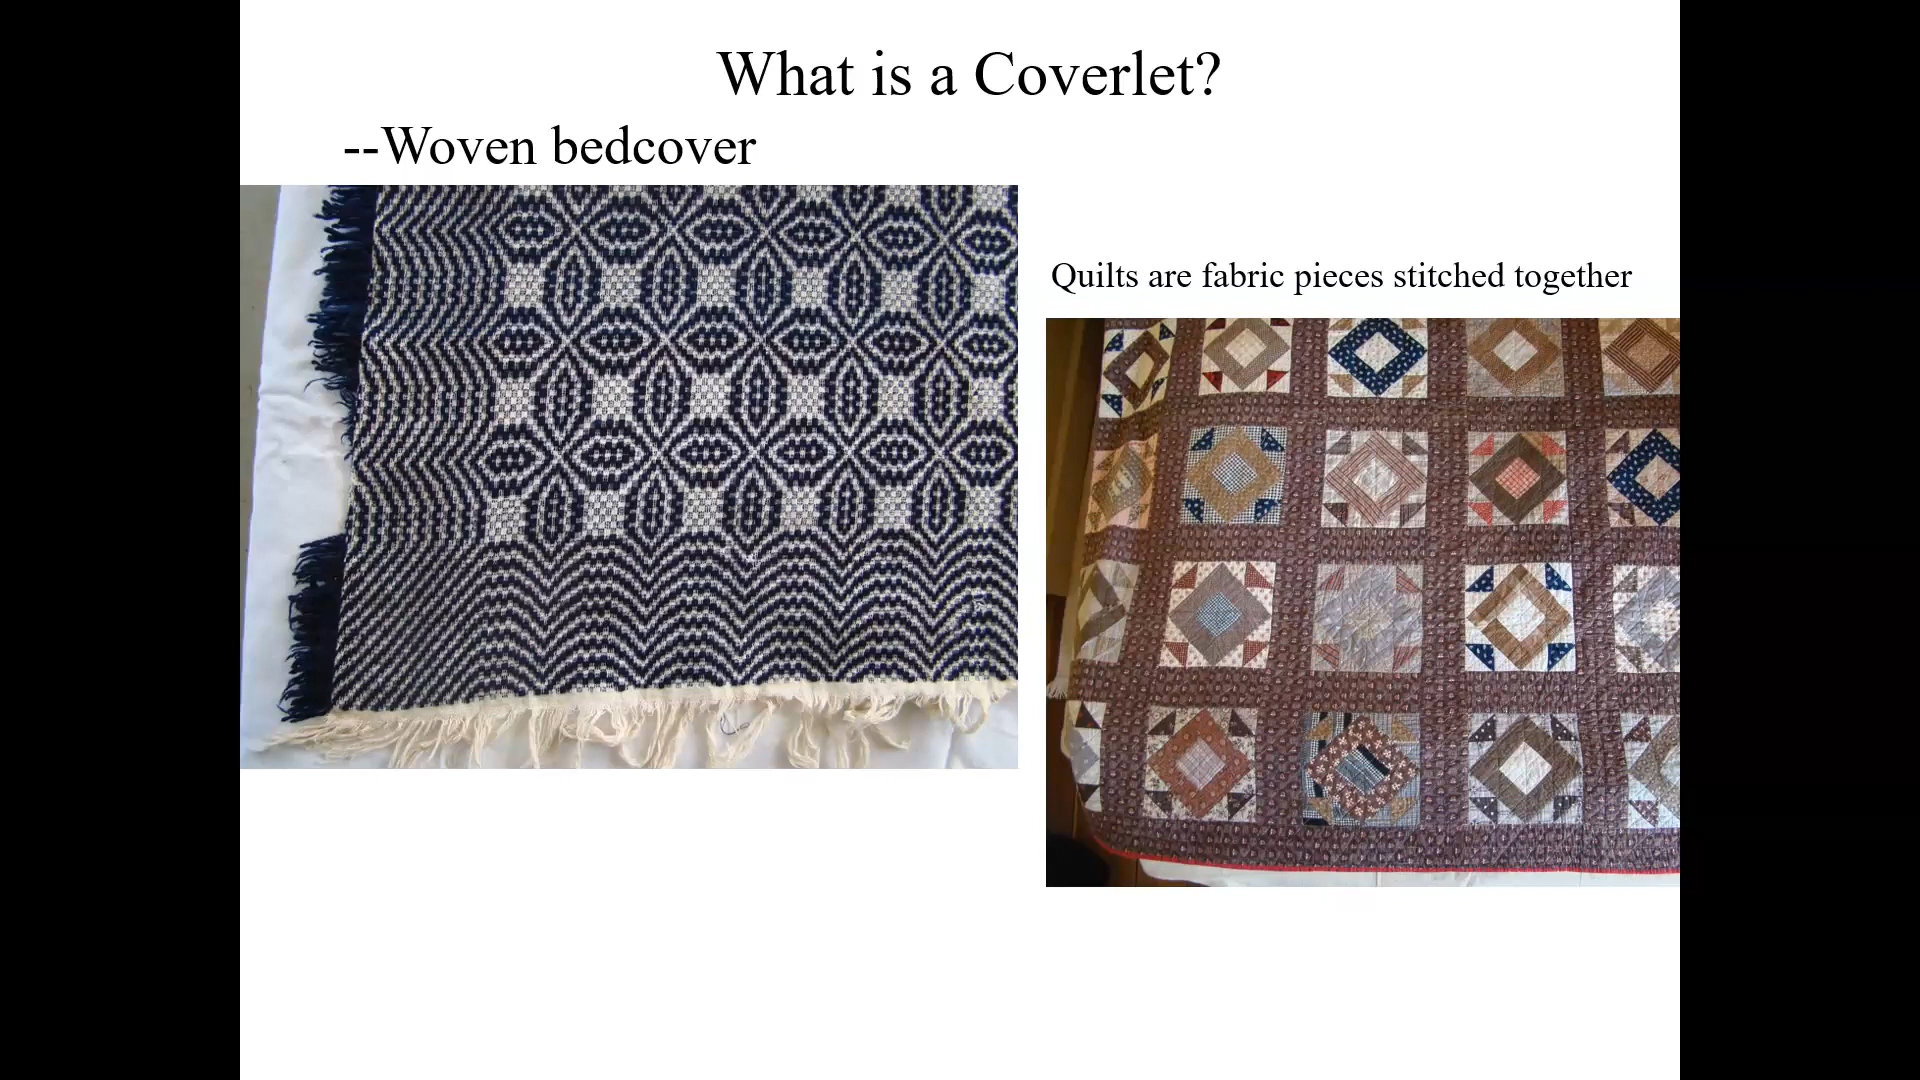 What is a Coverlet?
--Woven bedcover
Quilts are fabric pieces stitched together